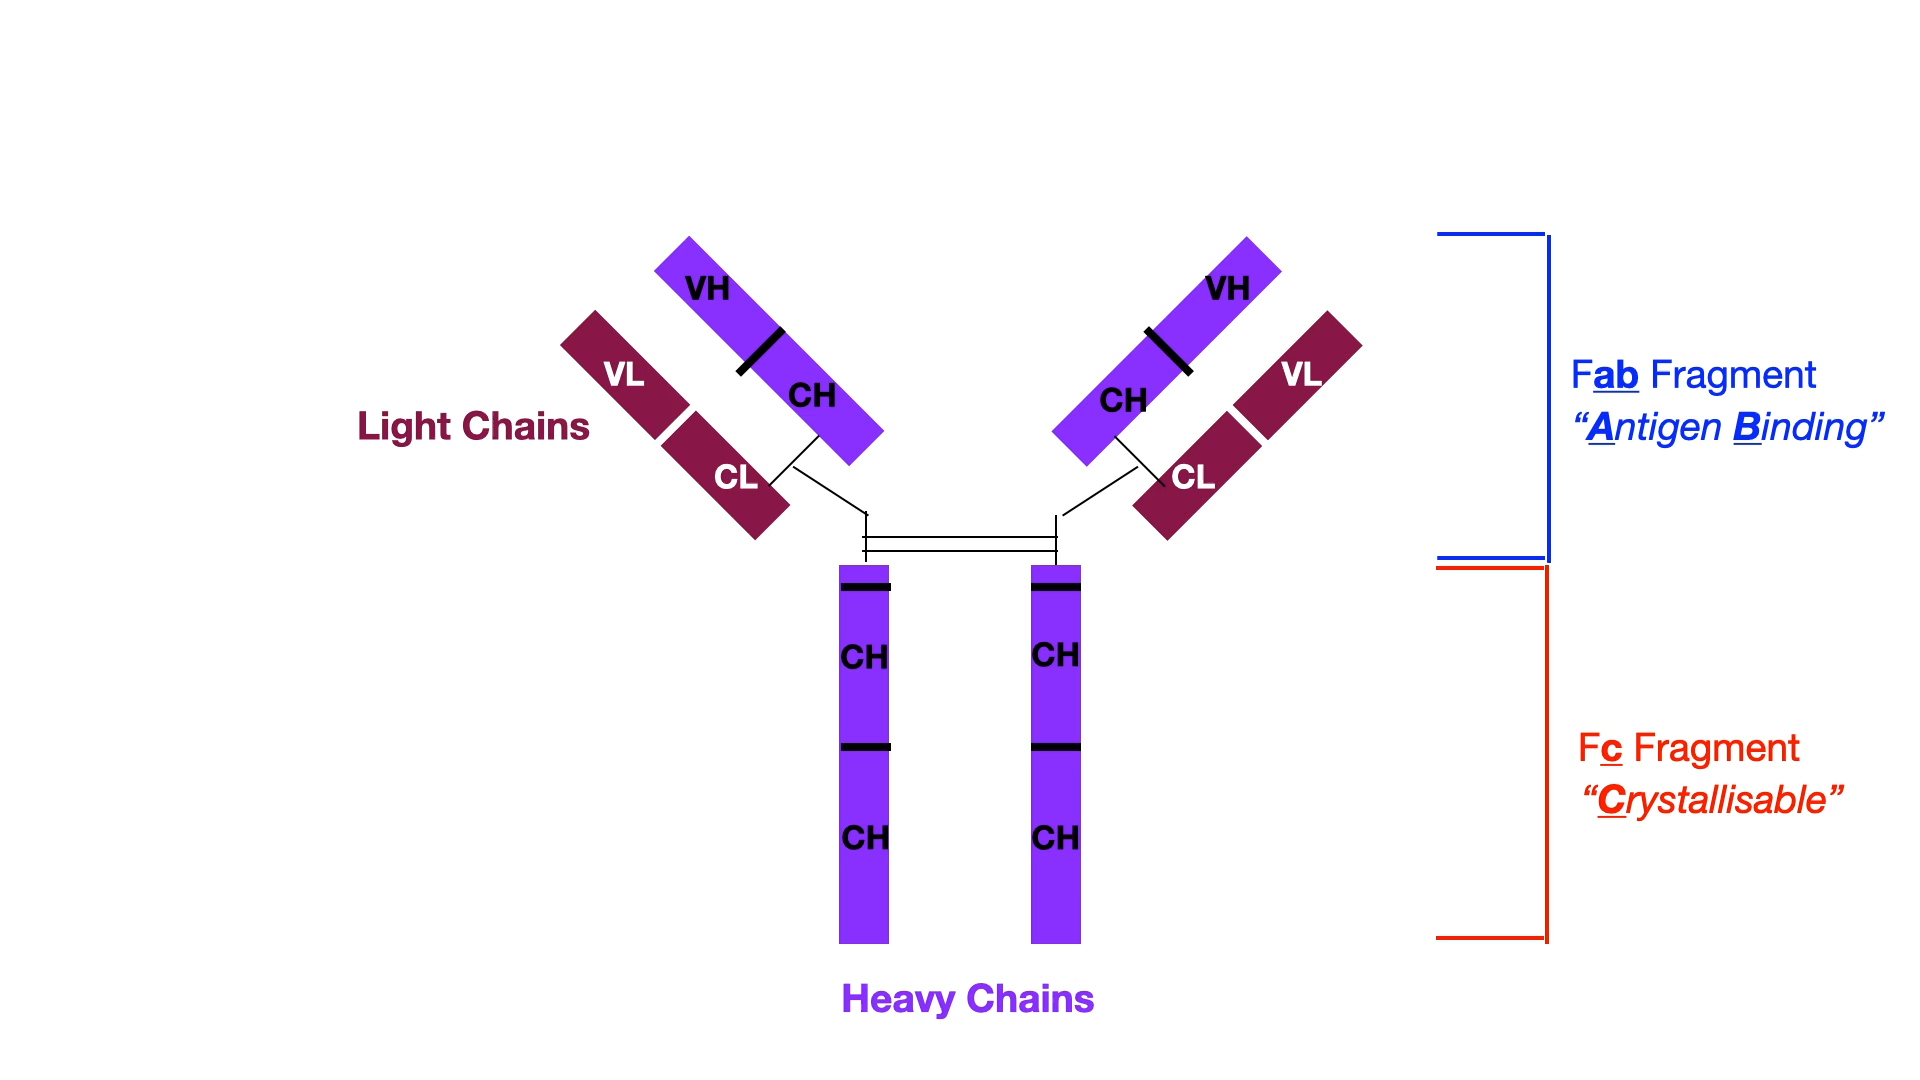 VH
VH
VL
VL
Fab Fragment
“Antigen Binding”
CH
CH
Light Chains
CL
CL
CH
CH
Fc Fragment
“Crystallisable”
CH
CH
Heavy Chains